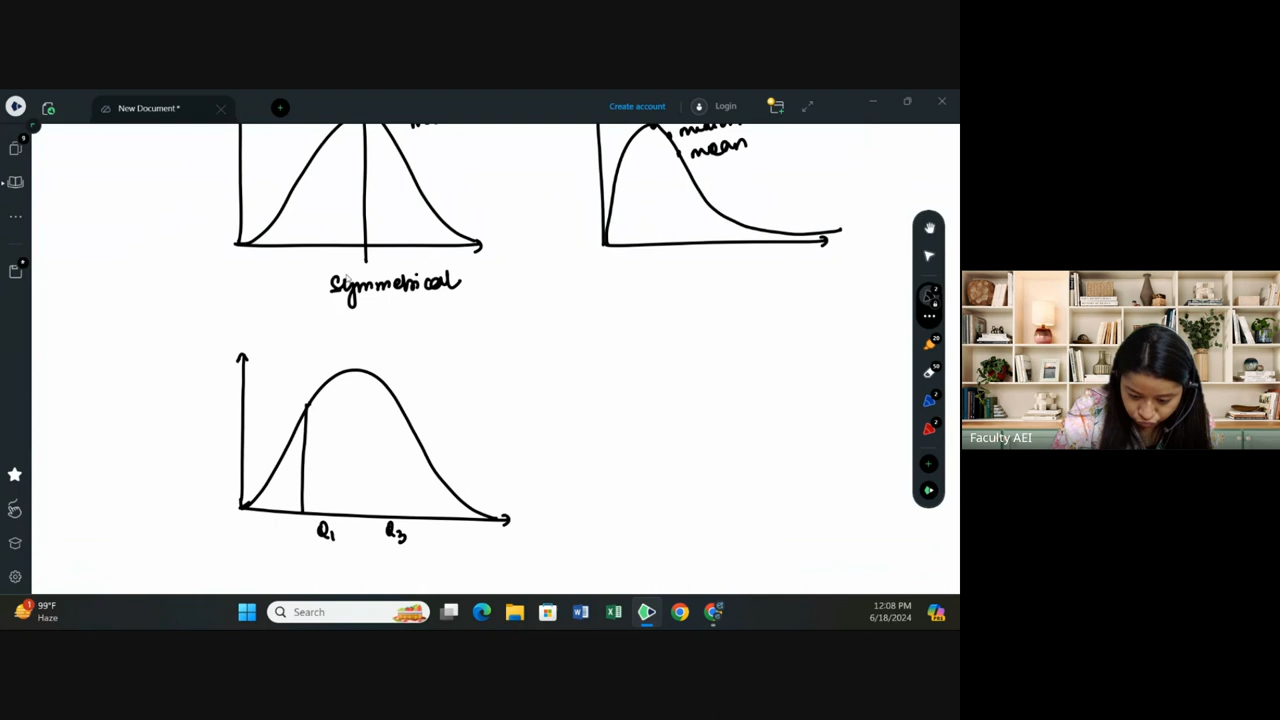 New Document*
Create account
Login
mean
Symmetrical
Q1 Q3
Faculty AEI
99°F
Haze
Search
12:08 PM
6/18/2024